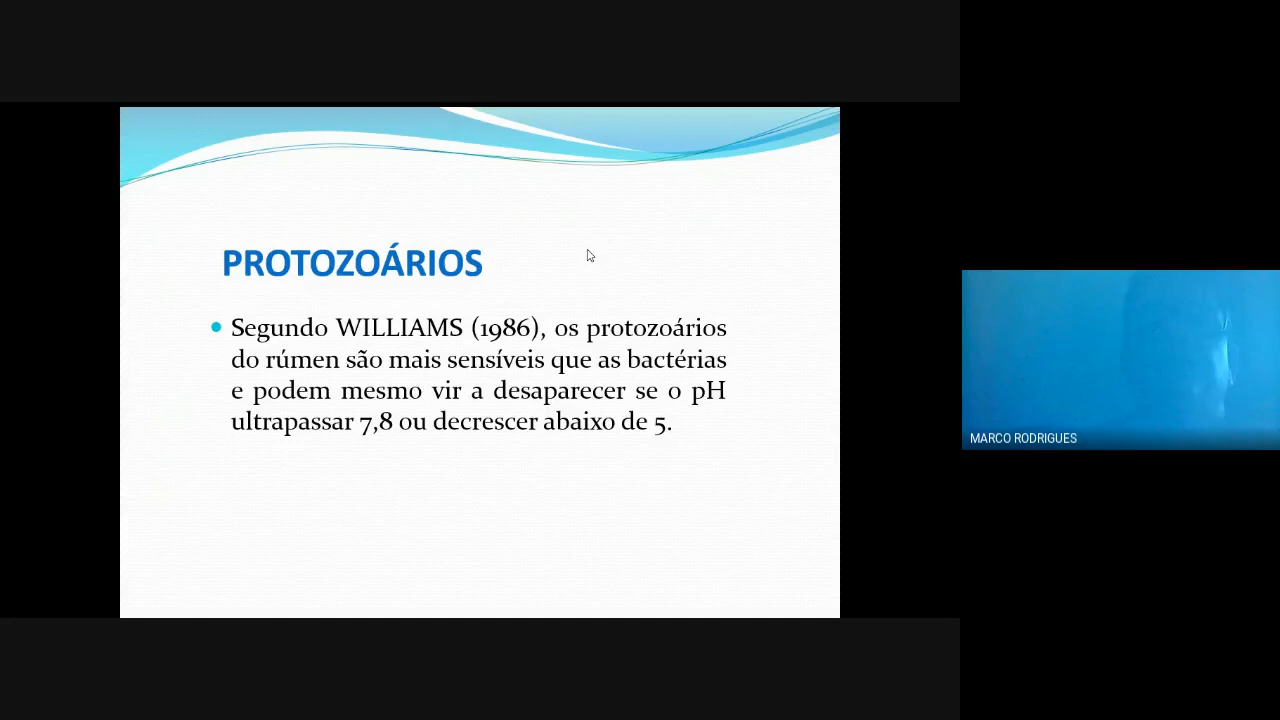 PROTOZOÁRIOS
Segundo WILLIAMS (1986), os protozoários
do rúmen são mais sensíveis que as bactérias
e podem mesmo vir a desaparecer se o pH
ultrapassar 7,8 ou decrescer abaixo de 5.
MARCO RODRIGUES